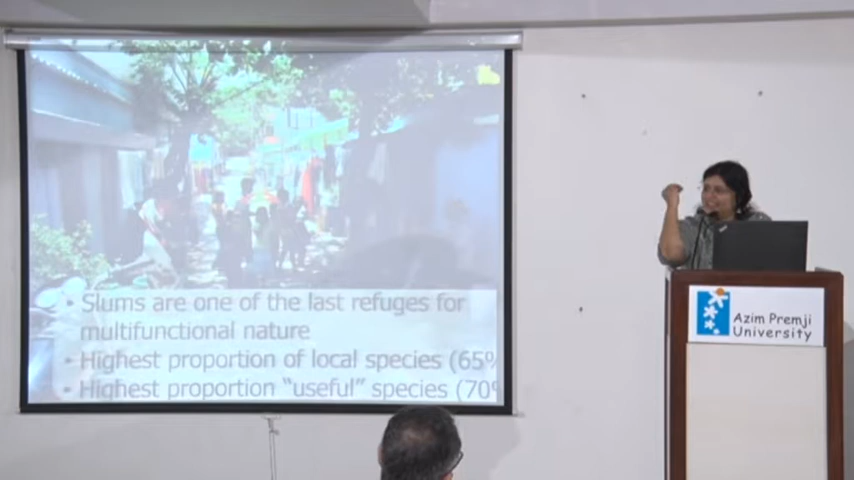 • Slums are one of the last refuges for
multifunctional nature
• Highest proportion of local species (65%
• Highest proportion "useful" species (70%
Azim Premji
University